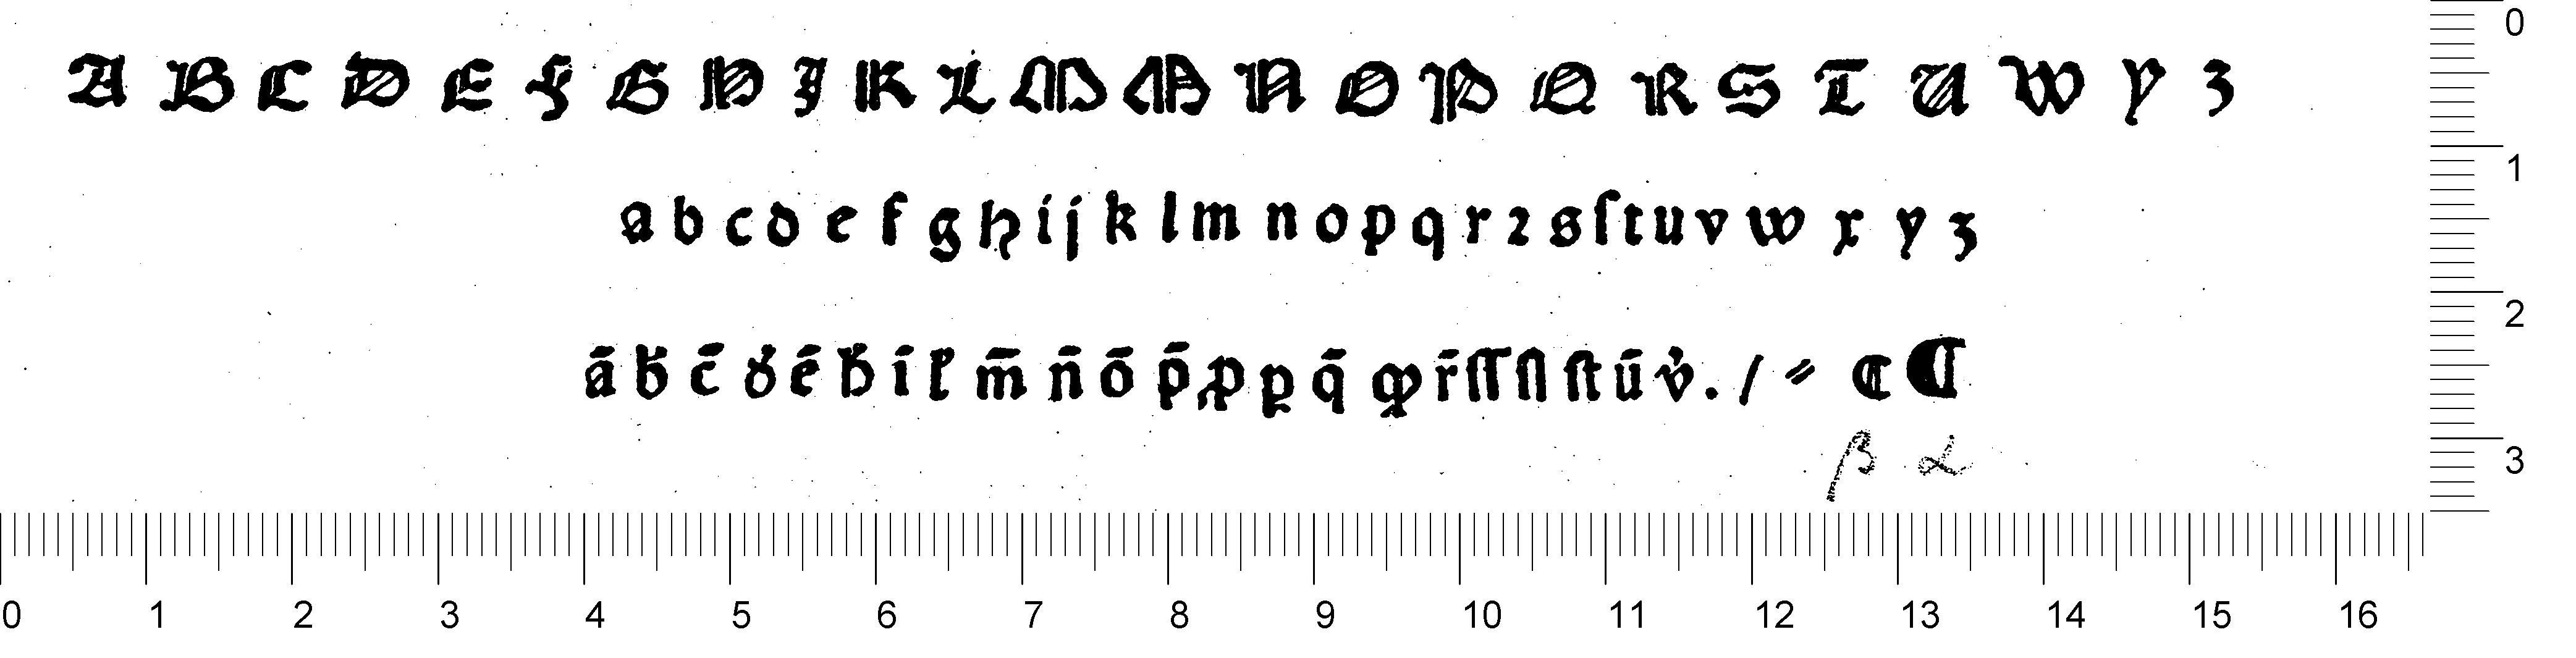 A B C D E F G H I K L M M N O P Q R S T U W Y Z
a b c d e f g h i j k l m n o p q r ꝛ s ſ t u v w x y z
ā b̄ c̄ d̄ ē h̄ ī l̄ m̄ n̄ ō p̄ ꝓ ꝑ q̄ ꝙ r̄ ſſ ſl ſt ū v̉ . / ⸗ ¶ ¶
β α
0 1 2 3
0 1 2 3 4 5 6 7 8 9 10 11 12 13 14 15 16